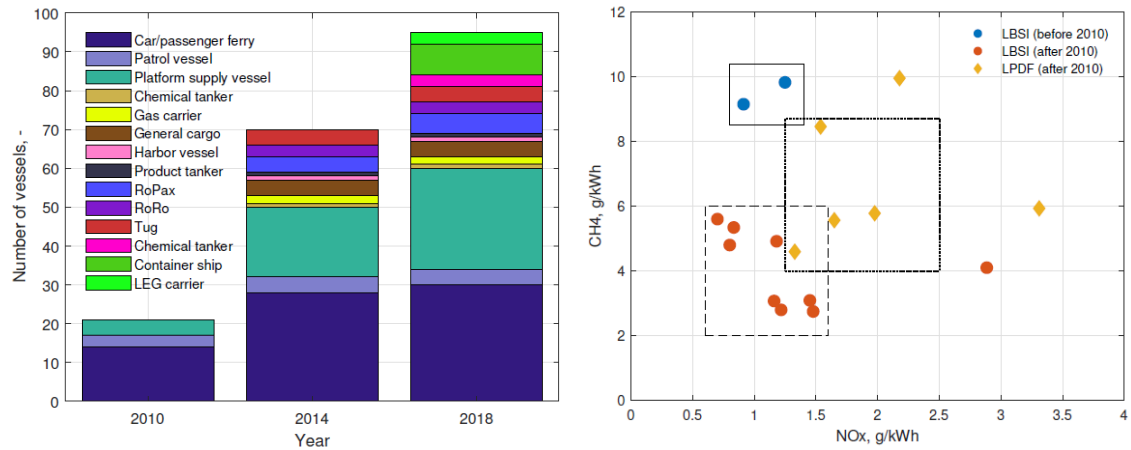 100
90
80
70
60
50
40
30
20
10
0
Number of vessels, -
Car/passenger ferry
Patrol vessel
Platform supply vessel
Chemical tanker
Gas carrier
General cargo
Harbor vessel
Product tanker
RoPax
RoRo
Tug
Chemical tanker
Container ship
LEG carrier
2010
2014
2018
Year
12
10
8
6
4
2
0
CH4, g/kWh
LBSI (before 2010)
LBSI (after 2010)
LPDF (after 2010)
0
0.5
1
1.5
2
2.5
3
3.5
4
NOx, g/kWh